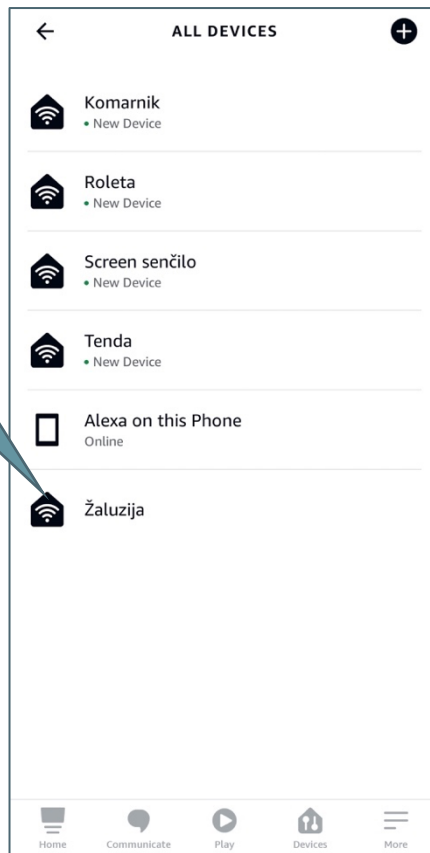 ALL DEVICES
Komarnik
• New Device
Roleta
• New Device
Screen senčilo
• New Device
Tenda
• New Device
Alexa on this Phone
Online
Žaluzija
Home Communicate Play Devices More